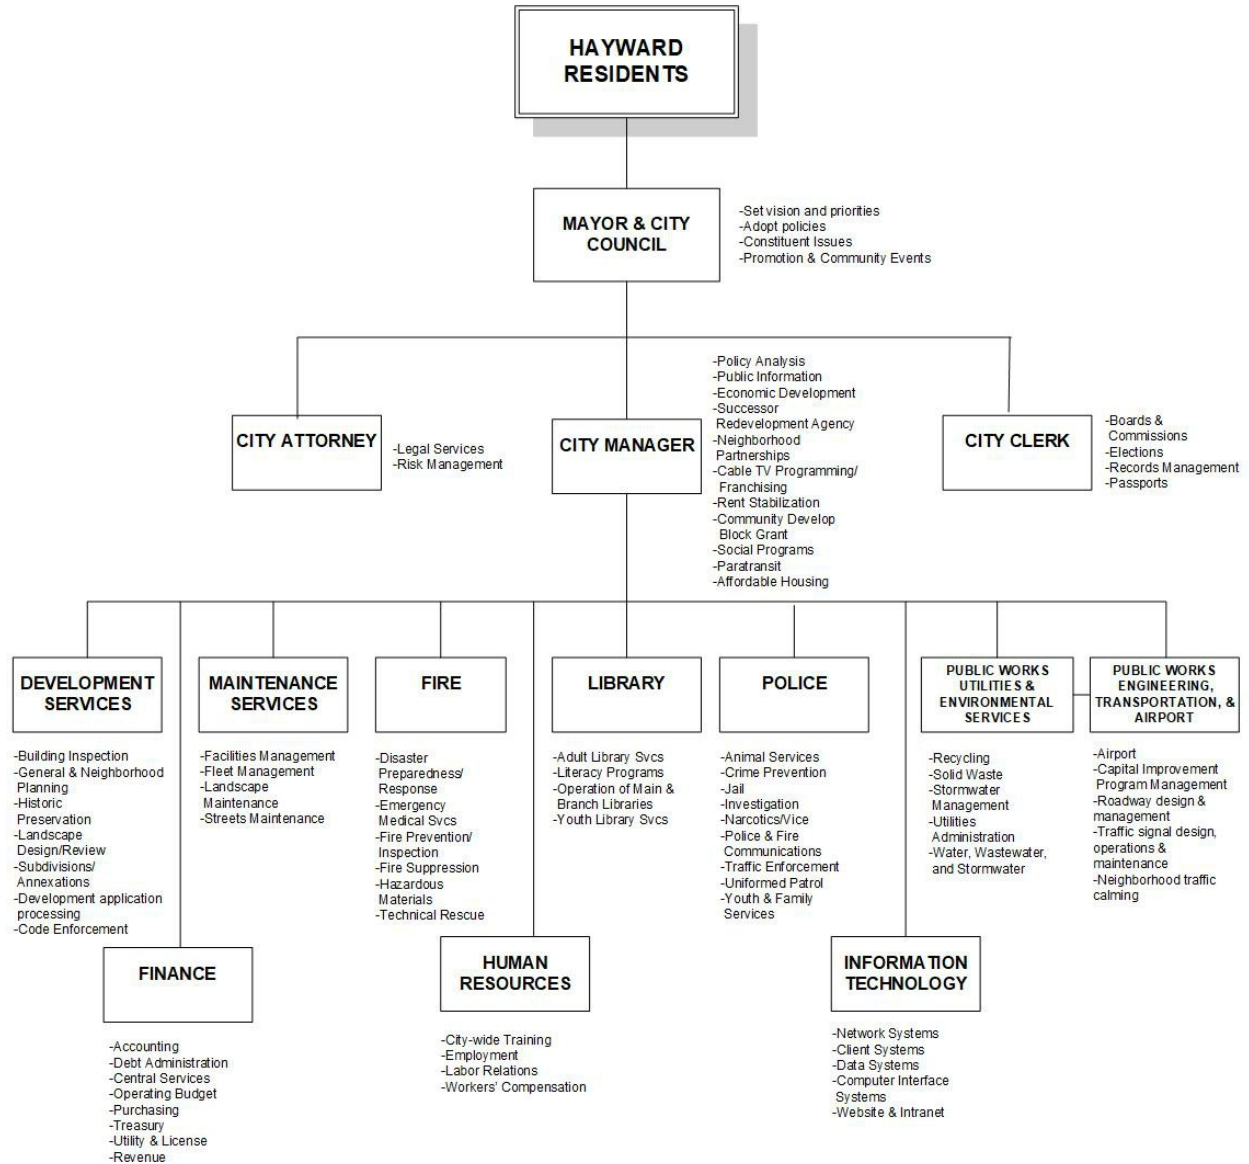 HAYWARD
RESIDENTS
MAYOR & CITY
COUNCIL
-Set vision and priorities
-Adopt policies
-Constituent Issues
-Promotion & Community Events
CITY ATTORNEY
-Legal Services
-Risk Management
CITY MANAGER
-Policy Analysis
-Public Information
-Economic Development
-Successor
Redevelopment Agency
-Neighborhood
Partnerships
-Cable TV Programming/
Franchising
-Rent Stabilization
-Community Develop
Block Grant
-Social Programs
-Paratransit
-Affordable Housing
CITY CLERK
-Boards &
Commissions
-Elections
-Records Management
-Passports
DEVELOPMENT
SERVICES
-Building Inspection
-General & Neighborhood
Planning
-Historic
Preservation
-Landscape
Design/Review
-Subdivisions/
Annexations
-Development application
processing
-Code Enforcement
MAINTENANCE
SERVICES
-Facilities Management
-Fleet Management
-Landscape
Maintenance
-Streets Maintenance
FIRE
-Disaster
Preparedness/
Response
-Emergency
Medical Svcs
-Fire Prevention/
Inspection
-Fire Suppression
-Hazardous
Materials
-Technical Rescue
LIBRARY
-Adult Library Svcs
-Literacy Programs
-Operation of Main &
Branch Libraries
-Youth Library Svcs
POLICE
-Animal Services
-Crime Prevention
-Jail
-Investigation
-Narcotics/Vice
-Police & Fire
Communications
-Traffic Enforcement
-Uniformed Patrol
-Youth & Family
Services
PUBLIC WORKS
UTILITIES &
ENVIRONMENTAL
SERVICES
-Recycling
-Solid Waste
-Stormwater
Management
-Utilities
Administration
-Water, Wastewater,
and Stormwater
PUBLIC WORKS
ENGINEERING,
TRANSPORTATION, &
AIRPORT
-Airport
-Capital Improvement
Program Management
-Roadway design &
management
-Traffic signal design,
operations &
maintenance
-Neighborhood traffic
calming
FINANCE
-Accounting
-Debt Administration
-Central Services
-Operating Budget
-Purchasing
-Treasury
-Utility & License
-Revenue
HUMAN
RESOURCES
-City-wide Training
-Employment
-Labor Relations
-Workers' Compensation
INFORMATION
TECHNOLOGY
-Network Systems
-Client Systems
-Data Systems
-Computer Interface
Systems
-Website & Intranet